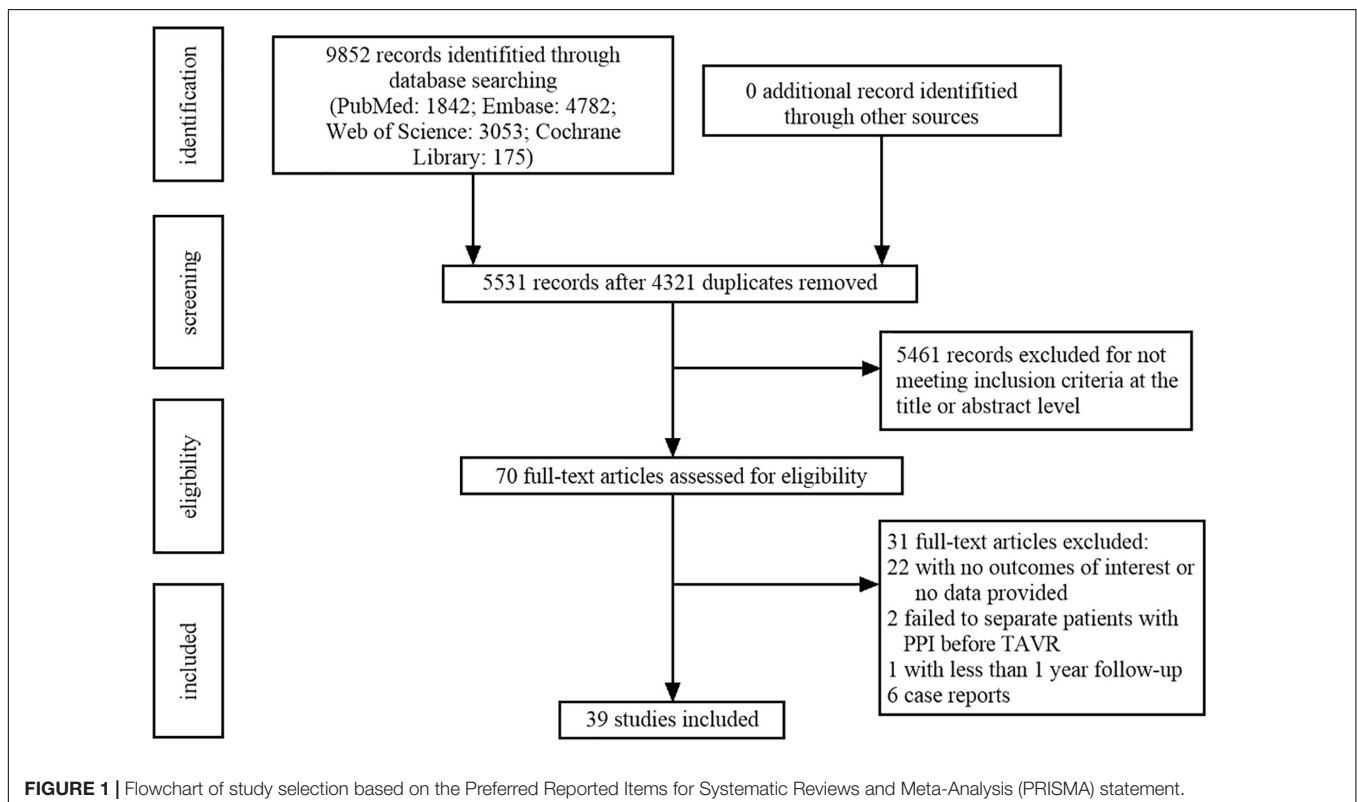 identification
9852 records identifitied through
database searching
(PubMed: 1842; Embase: 4782;
Web of Science: 3053; Cochrane
Library: 175)
0 additional record identifitied
through other sources
screening
5531 records after 4321 duplicates removed
5461 records excluded for not
meeting inclusion criteria at the
title or abstract level
eligibility
70 full-text articles assessed for eligibility
31 full-text articles excluded:
22 with no outcomes of interest or
no data provided
2 failed to separate patients with
PPI before TAVR
1 with less than 1 year follow-up
6 case reports
included
39 studies included
FIGURE 1 | Flowchart of study selection based on the Preferred Reported Items for Systematic Reviews and Meta-Analysis (PRISMA) statement.